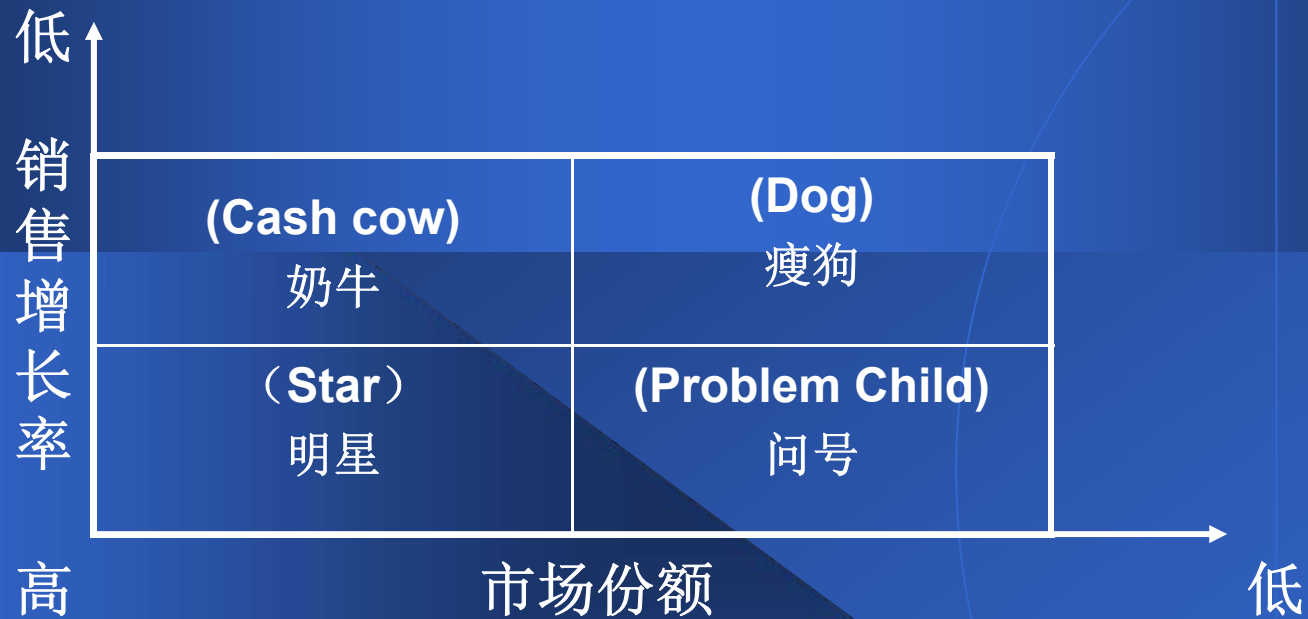 低
销售增长率
(Cash cow)
奶牛
(Dog)
瘦狗
（Star）
明星
(Problem Child)
问号
高
市场份额
低